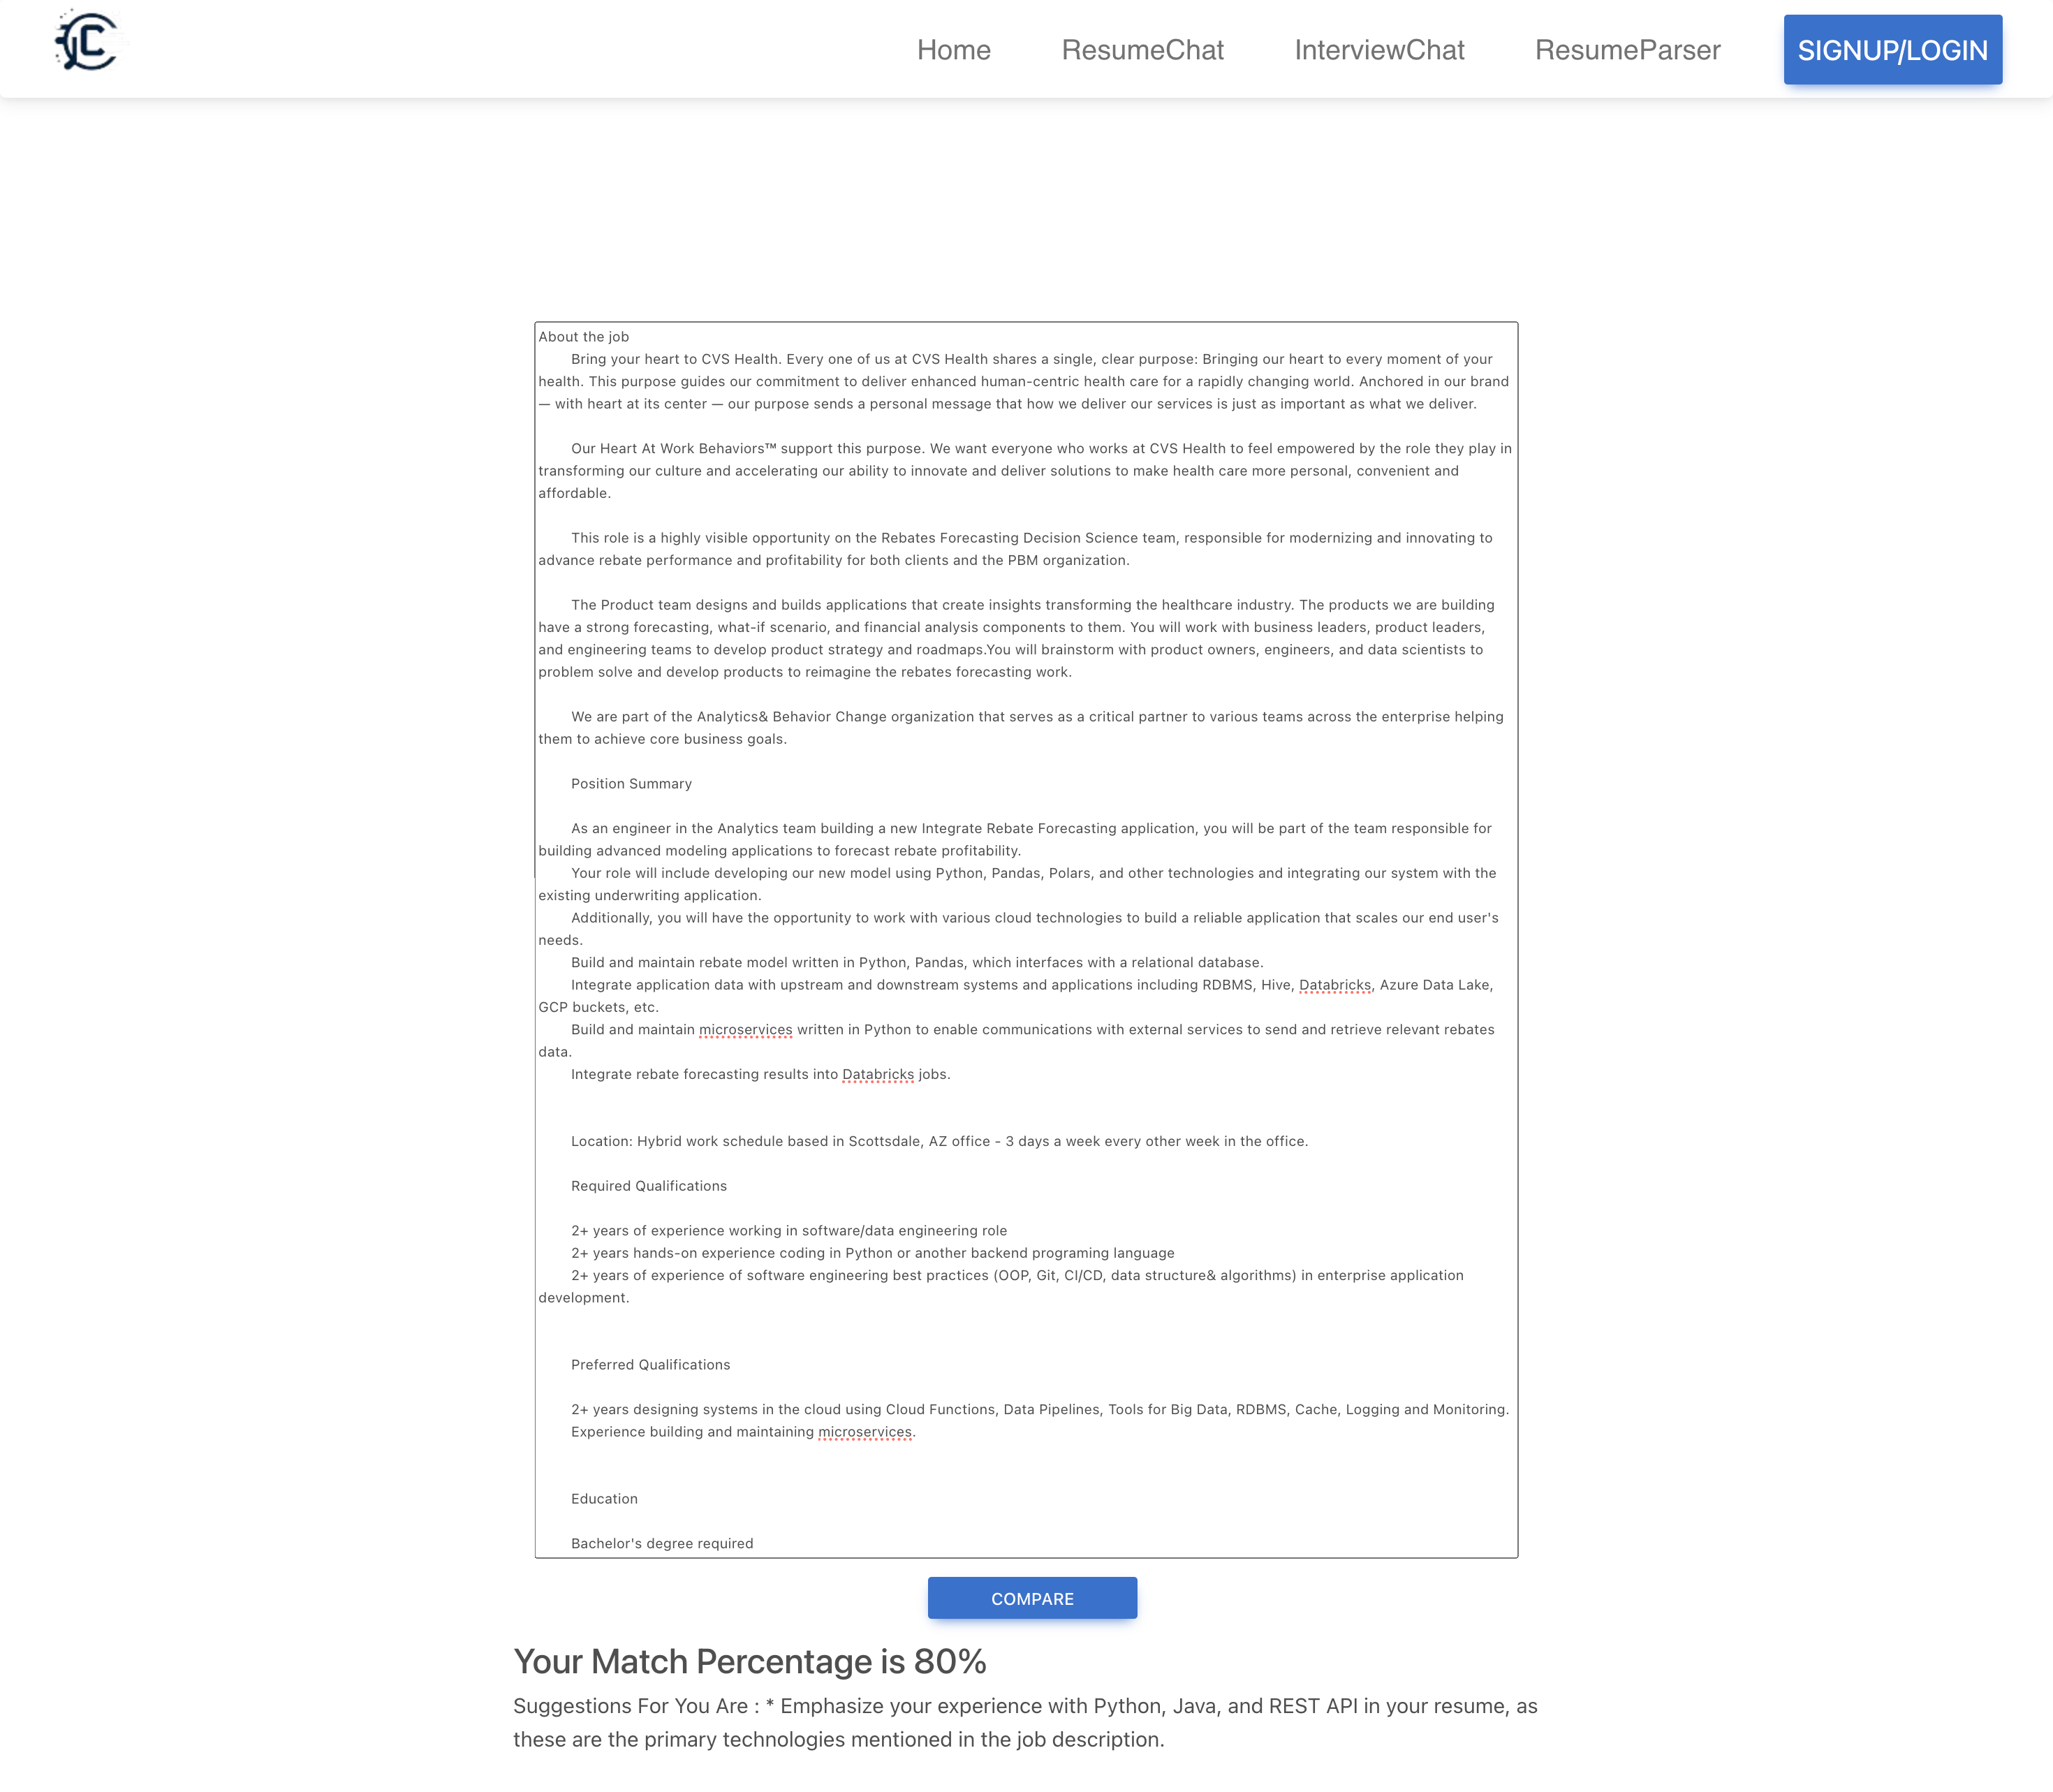 C
Home ResumeChat InterviewChat ResumeParser SIGNUP/LOGIN
About the job
Bring your heart to CVS Health. Every one of us at CVS Health shares a single, clear purpose: Bringing our heart to every moment of your
health. This purpose guides our commitment to deliver enhanced human-centric health care for a rapidly changing world. Anchored in our brand
— with heart at its center — our purpose sends a personal message that how we deliver our services is just as important as what we deliver.
Our Heart At Work Behaviors™ support this purpose. We want everyone who works at CVS Health to feel empowered by the role they play in
transforming our culture and accelerating our ability to innovate and deliver solutions to make health care more personal, convenient and
affordable.
This role is a highly visible opportunity on the Rebates Forecasting Decision Science team, responsible for modernizing and innovating to
advance rebate performance and profitability for both clients and the PBM organization.
The Product team designs and builds applications that create insights transforming the healthcare industry. The products we are building
have a strong forecasting, what-if scenario, and financial analysis components to them. You will work with business leaders, product leaders,
and engineering teams to develop product strategy and roadmaps.You will brainstorm with product owners, engineers, and data scientists to
problem solve and develop products to reimagine the rebates forecasting work.
We are part of the Analytics& Behavior Change organization that serves as a critical partner to various teams across the enterprise helping
them to achieve core business goals.
Position Summary
As an engineer in the Analytics team building a new Integrate Rebate Forecasting application, you will be part of the team responsible for
building advanced modeling applications to forecast rebate profitability.
Your role will include developing our new model using Python, Pandas, Polars, and other technologies and integrating our system with the
existing underwriting application.
Additionally, you will have the opportunity to work with various cloud technologies to build a reliable application that scales our end user's
needs.
Build and maintain rebate model written in Python, Pandas, which interfaces with a relational database.
Integrate application data with upstream and downstream systems and applications including RDBMS, Hive, Databricks, Azure Data Lake,
GCP buckets, etc.
Build and maintain microservices written in Python to enable communications with external services to send and retrieve relevant rebates
data.
Integrate rebate forecasting results into Databricks jobs.
Location: Hybrid work schedule based in Scottsdale, AZ office - 3 days a week every other week in the office.
Required Qualifications
2+ years of experience working in software/data engineering role
2+ years hands-on experience coding in Python or another backend programing language
2+ years of experience of software engineering best practices (OOP, Git, CI/CD, data structure& algorithms) in enterprise application
development.
Preferred Qualifications
2+ years designing systems in the cloud using Cloud Functions, Data Pipelines, Tools for Big Data, RDBMS, Cache, Logging and Monitoring.
Experience building and maintaining microservices.
Education
Bachelor's degree required
COMPARE
Your Match Percentage is 80%
Suggestions For You Are : * Emphasize your experience with Python, Java, and REST API in your resume, as
these are the primary technologies mentioned in the job description.